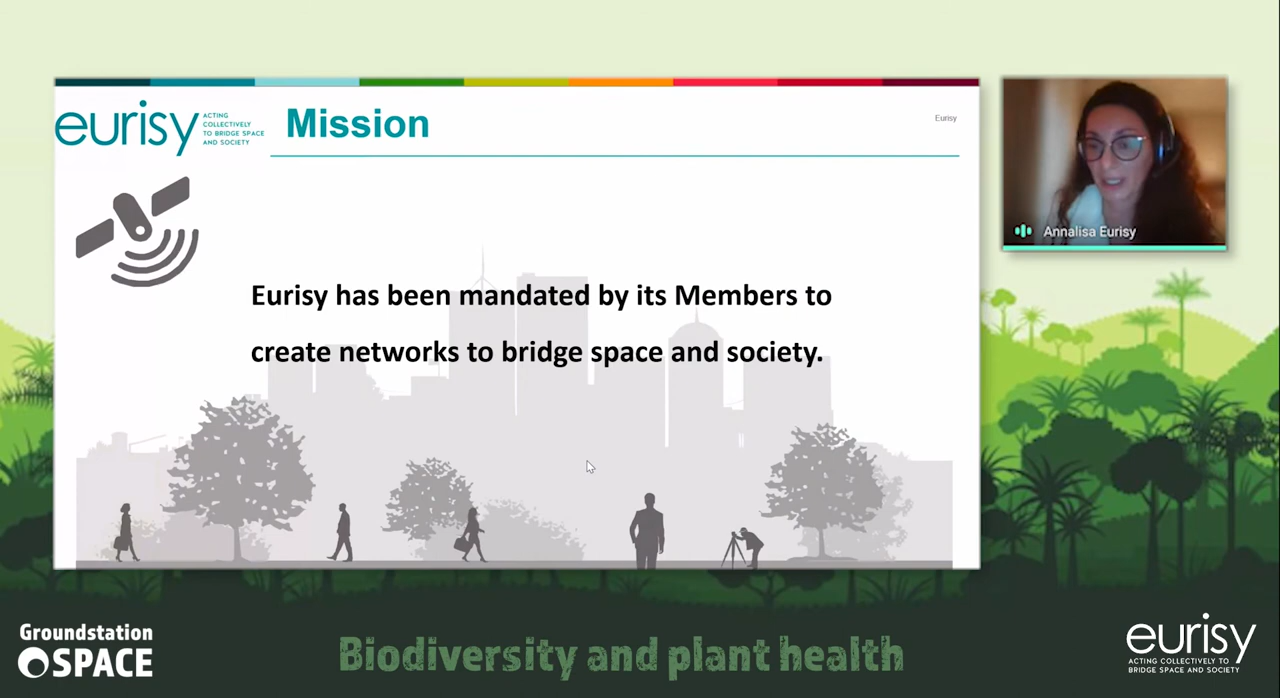 eurisy
ACTING
COLLECTIVELY
TO BRIDGE SPACE
AND SOCIETY
Mission
Eurisy
Annalisa Eurisy
Eurisy has been mandated by its Members to
create networks to bridge space and society.
Groundstation
SPACE
Biodiversity and plant health
eurisy
ACTING COLLECTIVELY TO
BRIDGE SPACE AND SOCIETY